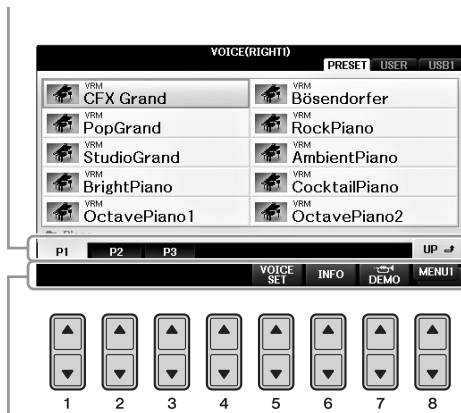 VOICE(RIGHT1)
PRESET USER USB1
VRM CFX Grand VRM Bösendorfer
VRM PopGrand VRM RockPiano
VRM StudioGrand VRM AmbientPiano
VRM BrightPiano VRM CocktailPiano
VRM OctavePiano1 VRM OctavePiano2
P1 P2 P3 UP
VOICE SET INFO DEMO MENU1
1 2 3 4 5 6 7 8